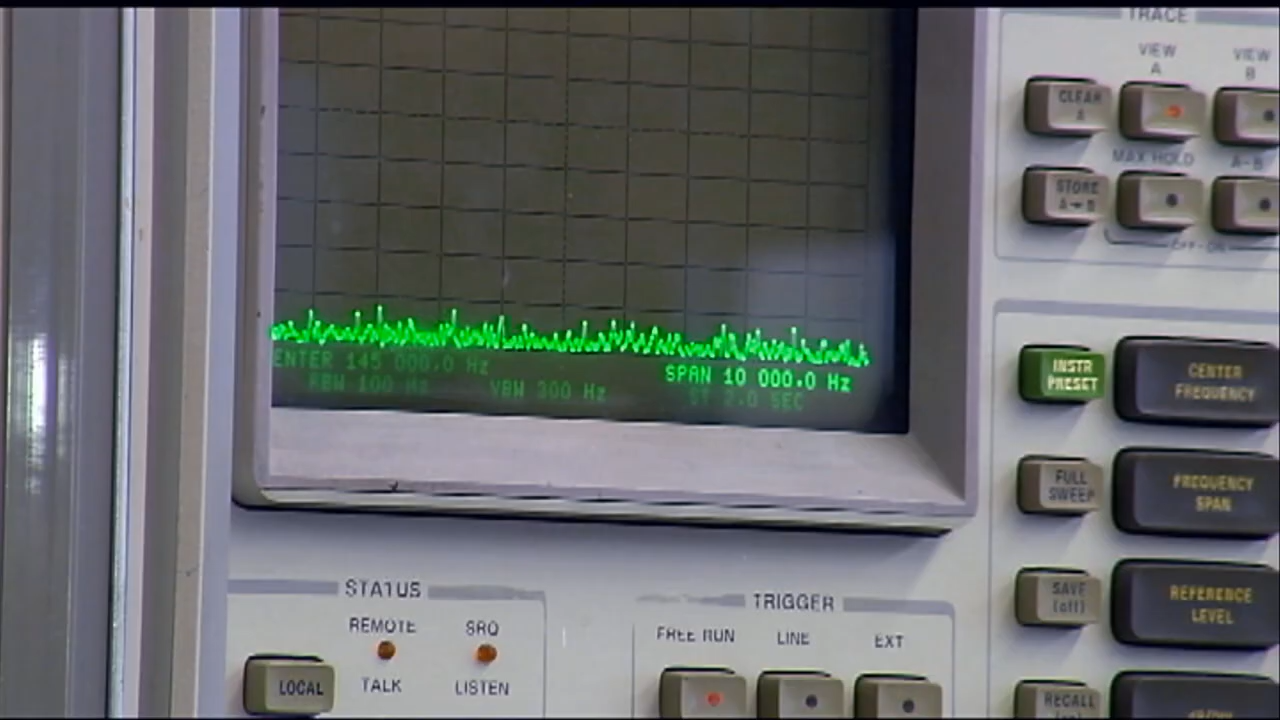 TRACE
VIEW A
VIEW B
CLEAR A
MAX HOLD
A-B
STORE A→B
OFF-ON
ENTER 145 000.0 Hz
SPAN 10 000.0 Hz
RBW 100 Hz
VBW 300 Hz
ST 2.0 SEC
INSTR PRESET
CENTER FREQUENCY
FULL SWEEP
FREQUENCY SPAN
SAVE
REFERENCE LEVEL
RECALL
STATUS
REMOTE
SRQ
LOCAL
TALK
LISTEN
TRIGGER
FREE RUN
LINE
EXT